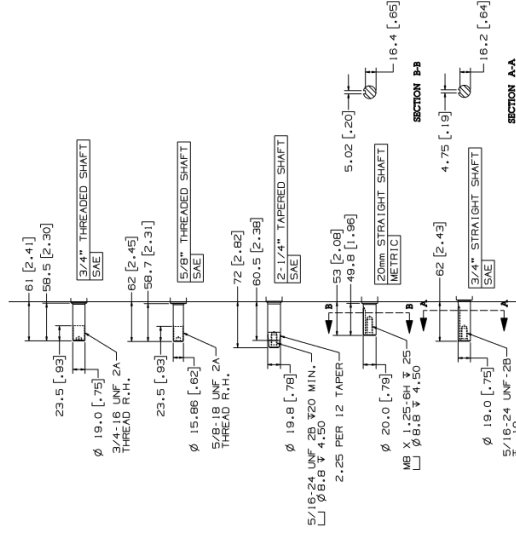 61 [2.41]
58.5 [2.30]
23.5 [.93]
Ø 19.0 [.75]
3/4-16 UNF 2A
THREAD R.H.
3/4" THREADED SHAFT
SAE
62 [2.45]
58.7 [2.31]
23.5 [.93]
Ø 15.86 [.62]
5/8-18 UNF 2A
THREAD R.H.
5/8" THREADED SHAFT
SAE
72 [2.82]
60.5 [2.38]
Ø 19.8 [.78]
5/16-24 UNF 2B ↧20 MIN.
⌴ Ø 8.8 ↧ 4.50
2.25 PER 12 TAPER
2-1/4" TAPERED SHAFT
SAE
53 [2.08]
49.8 [1.96]
B
B
Ø 20.0 [.79]
M8 X 1.25-6H ↧ 25
⌴ Ø 8.8 ↧ 4.50
20mm STRAIGHT SHAFT
METRIC
5.02 [.20]
16.4 [.65]
SECTION B-B
62 [2.43]
A
A
Ø 19.0 [.75]
5/16-24 UNF-2B
3/4" STRAIGHT SHAFT
SAE
4.75 [.19]
16.2 [.64]
SECTION A-A